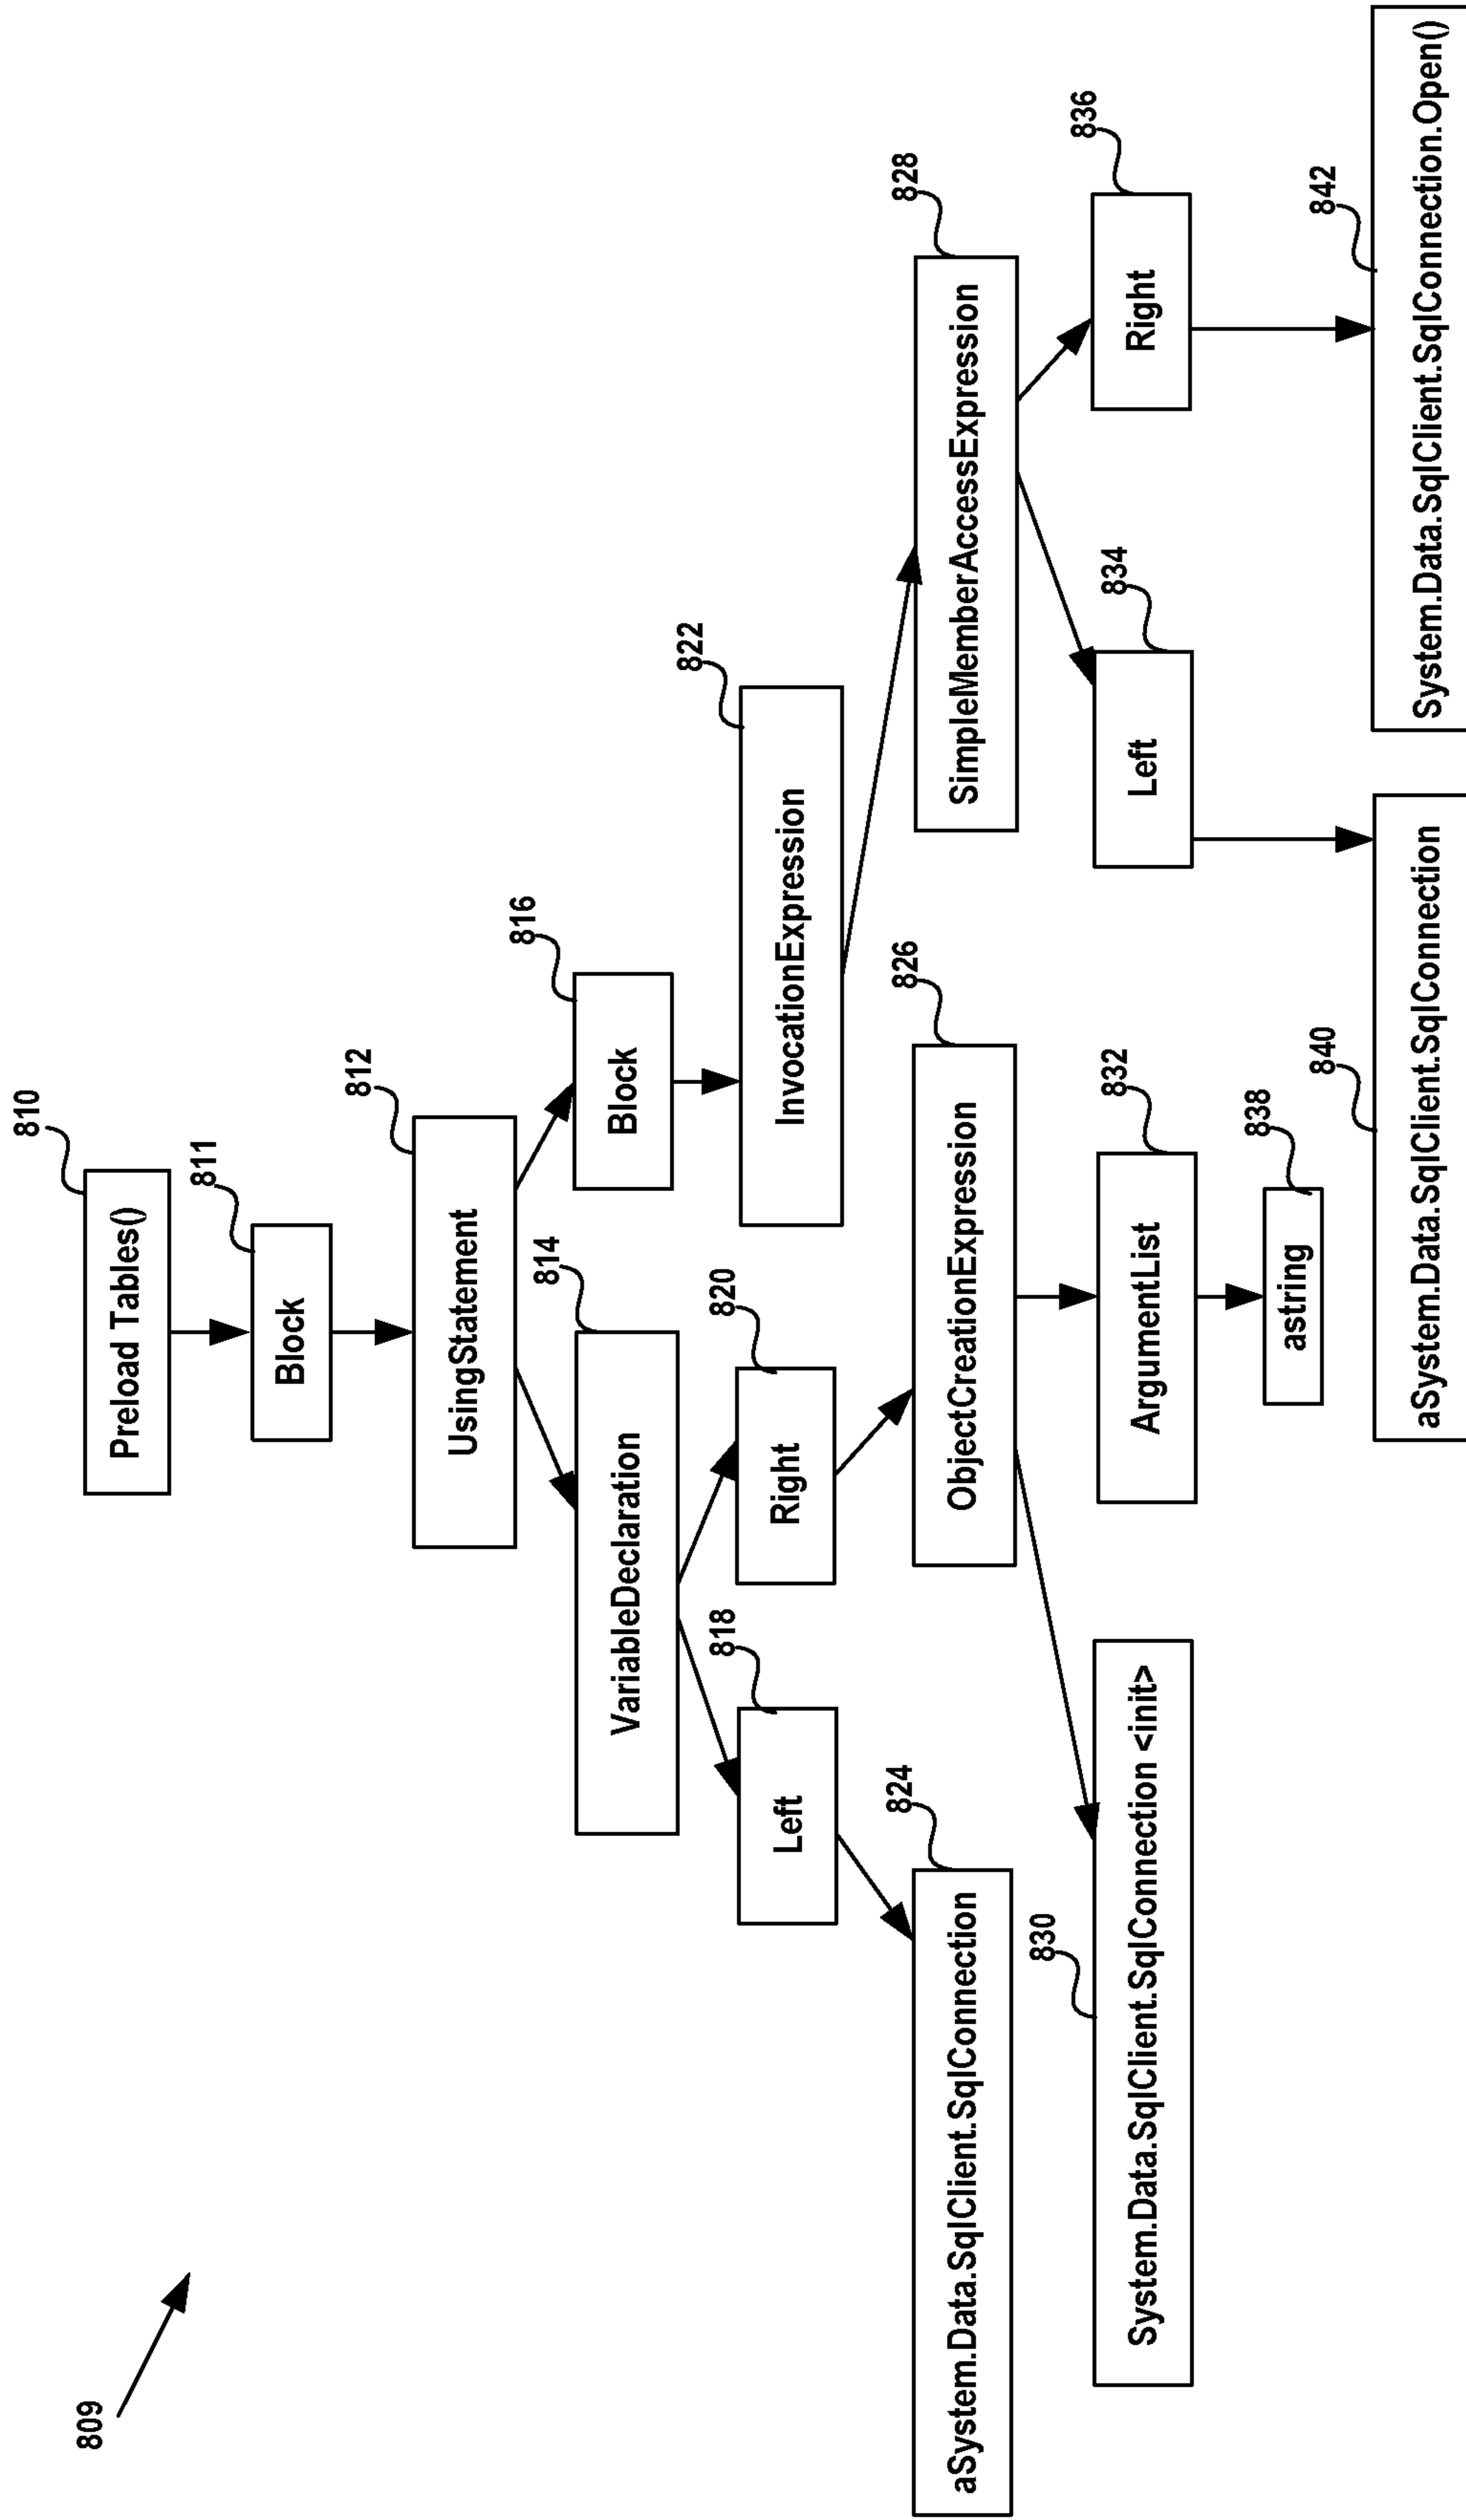 809
810
Preload Tables()
811
Block
812
UsingStatement
814
VariableDeclaration
816
Block
818
Left
820
Right
822
InvocationExpression
824
aSystem.Data.SqlClient.SqlConnection
826
ObjectCreationExpression
828
SimpleMemberAccessExpression
830
System.Data.SqlClient.SqlConnection <init>
832
ArgumentList
834
Left
836
Right
838
astring
840
aSystem.Data.SqlClient.SqlConnection
842
System.Data.SqlClient.SqlConnection.Open()